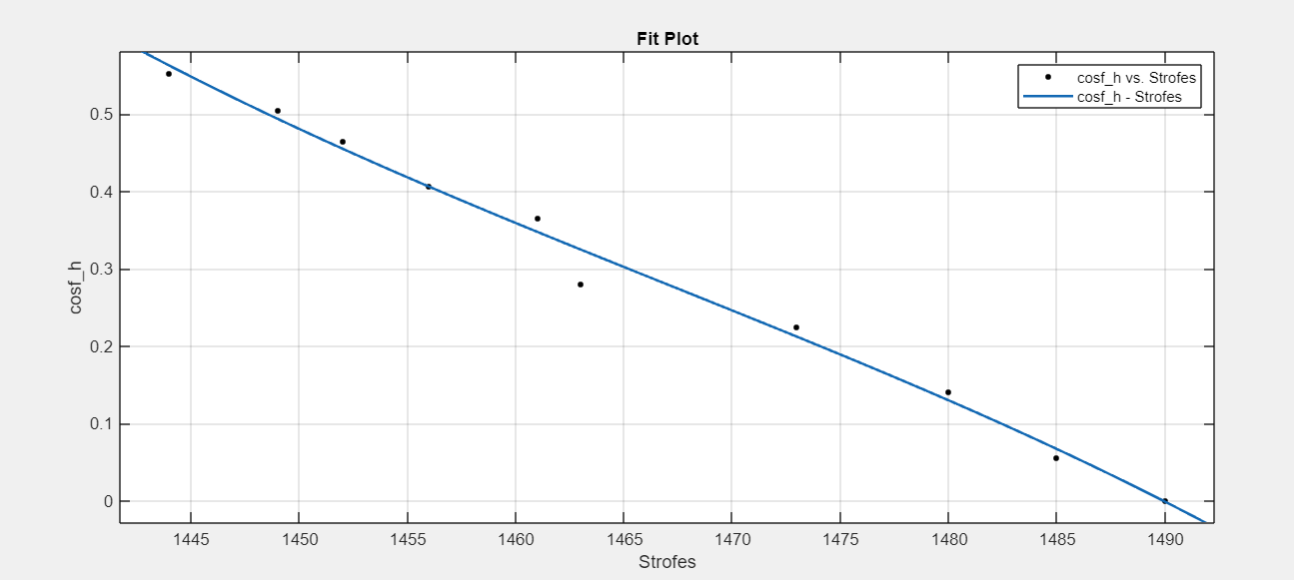 Fit Plot
cosf_h vs. Strofes
cosf_h - Strofes
0.5
0.4
0.3
0.2
0.1
0
cosf_h
1445 1450 1455 1460 1465 1470 1475 1480 1485 1490
Strofes